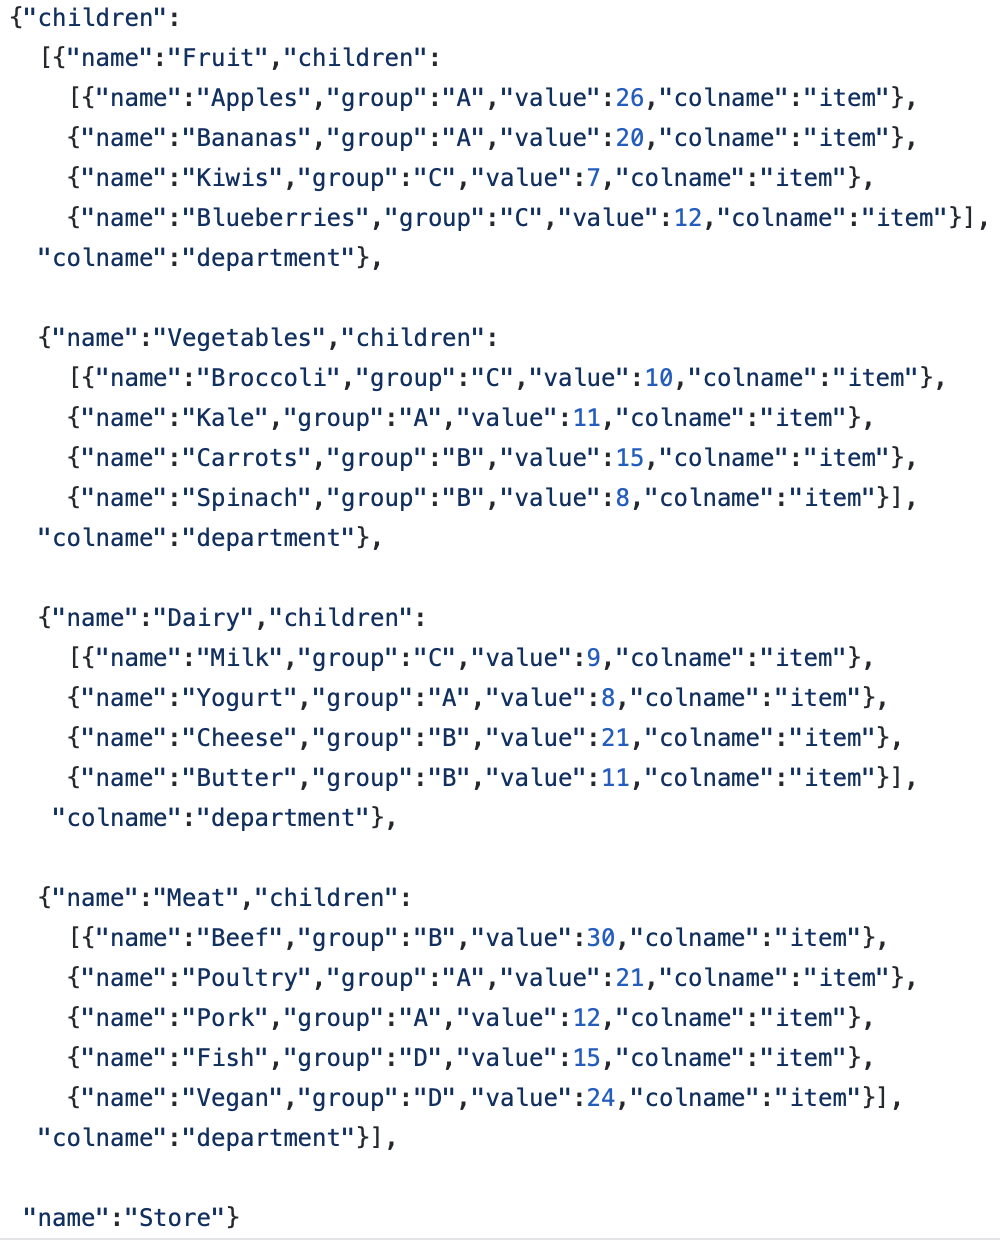 {"children":
[{"name":"Fruit","children":
[{"name":"Apples","group":"A","value":26,"colname":"item"},
{"name":"Bananas","group":"A","value":20,"colname":"item"},
{"name":"Kiwis","group":"C","value":7,"colname":"item"},
{"name":"Blueberries","group":"C","value":12,"colname":"item"}],
"colname":"department"},
{"name":"Vegetables","children":
[{"name":"Broccoli","group":"C","value":10,"colname":"item"},
{"name":"Kale","group":"A","value":11,"colname":"item"},
{"name":"Carrots","group":"B","value":15,"colname":"item"},
{"name":"Spinach","group":"B","value":8,"colname":"item"}],
"colname":"department"},
{"name":"Dairy","children":
[{"name":"Milk","group":"C","value":9,"colname":"item"},
{"name":"Yogurt","group":"A","value":8,"colname":"item"},
{"name":"Cheese","group":"B","value":21,"colname":"item"},
{"name":"Butter","group":"B","value":11,"colname":"item"}],
"colname":"department"},
{"name":"Meat","children":
[{"name":"Beef","group":"B","value":30,"colname":"item"},
{"name":"Poultry","group":"A","value":21,"colname":"item"},
{"name":"Pork","group":"A","value":12,"colname":"item"},
{"name":"Fish","group":"D","value":15,"colname":"item"},
{"name":"Vegan","group":"D","value":24,"colname":"item"}],
"colname":"department"}],
"name":"Store"}